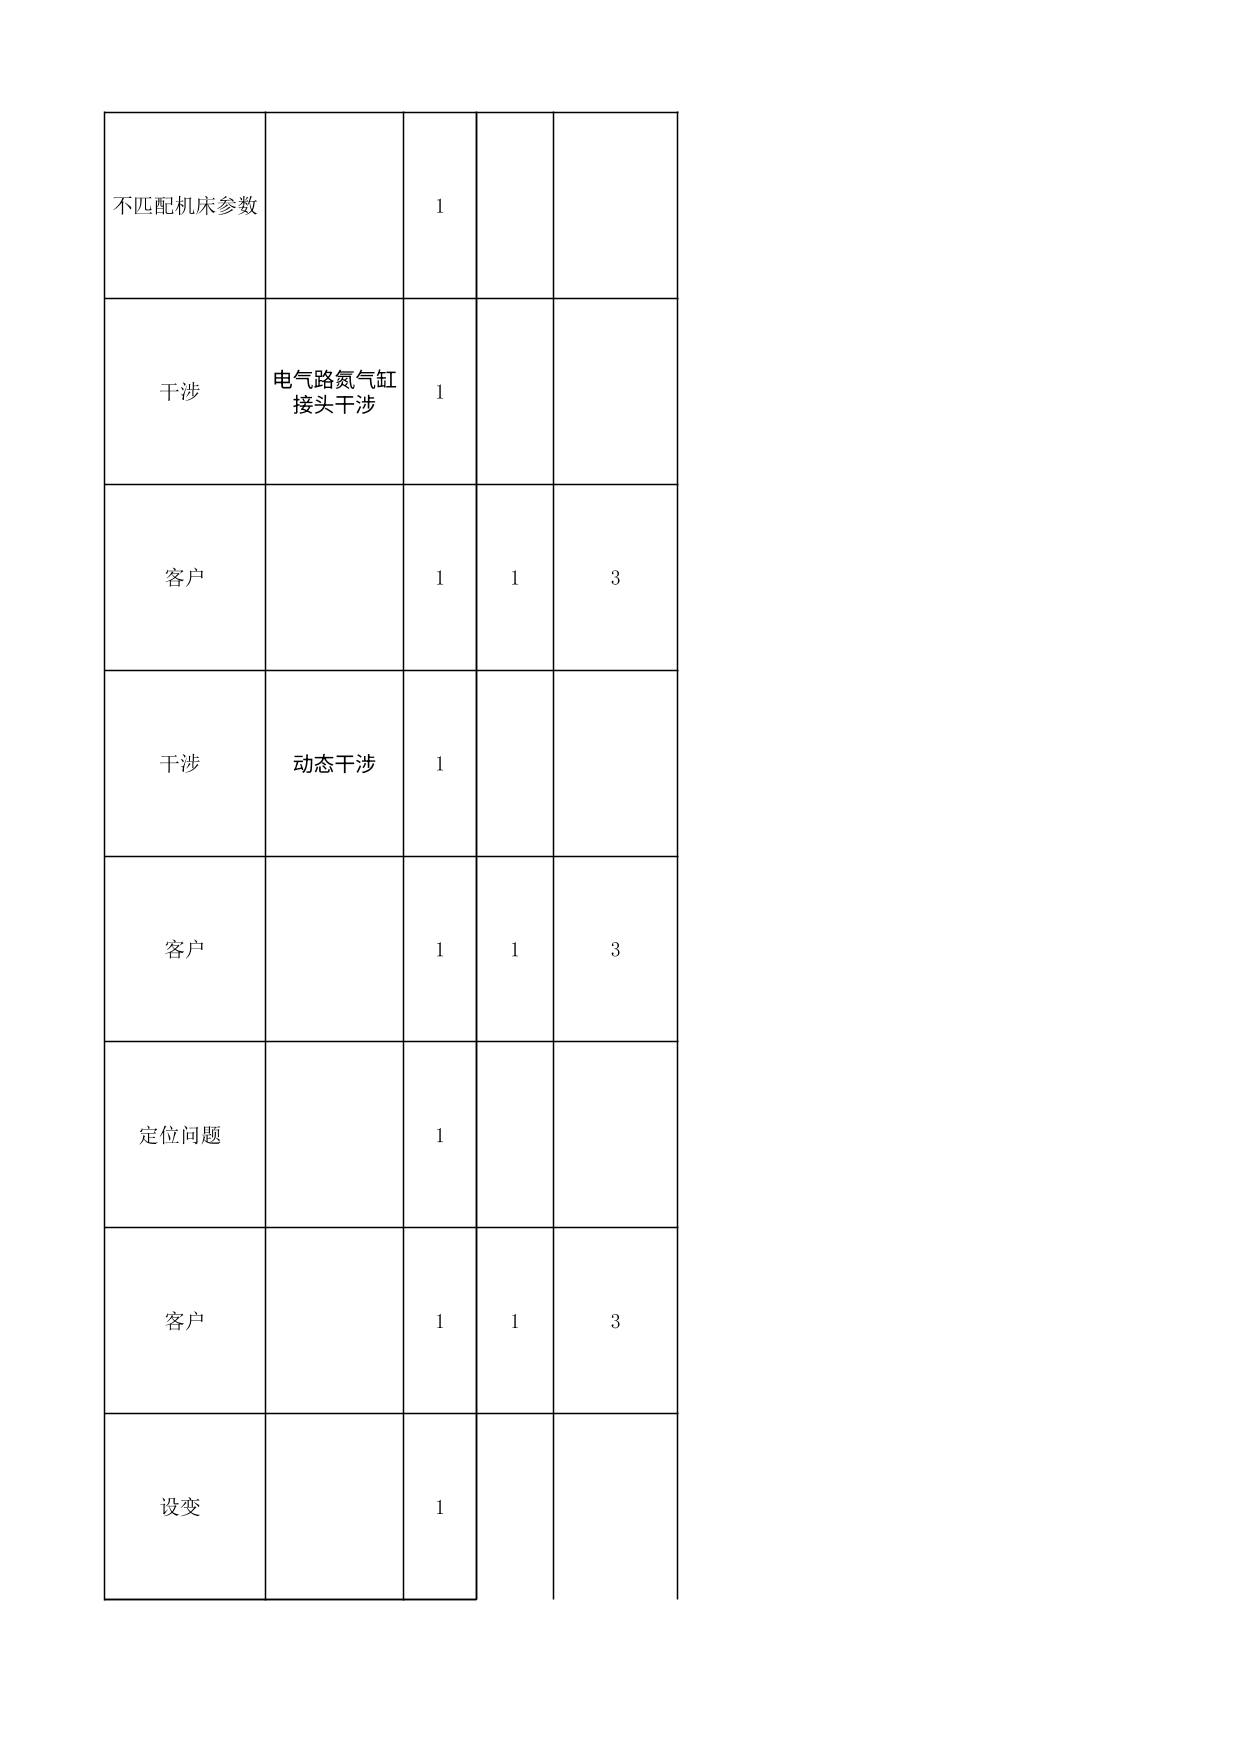 不匹配机床参数 1
干涉 电气路氮气缸 1
接头干涉
客户 1 1 3
干涉 动态干涉 1
客户 1 1 3
定位问题 1
客户 1 1 3
设变 1